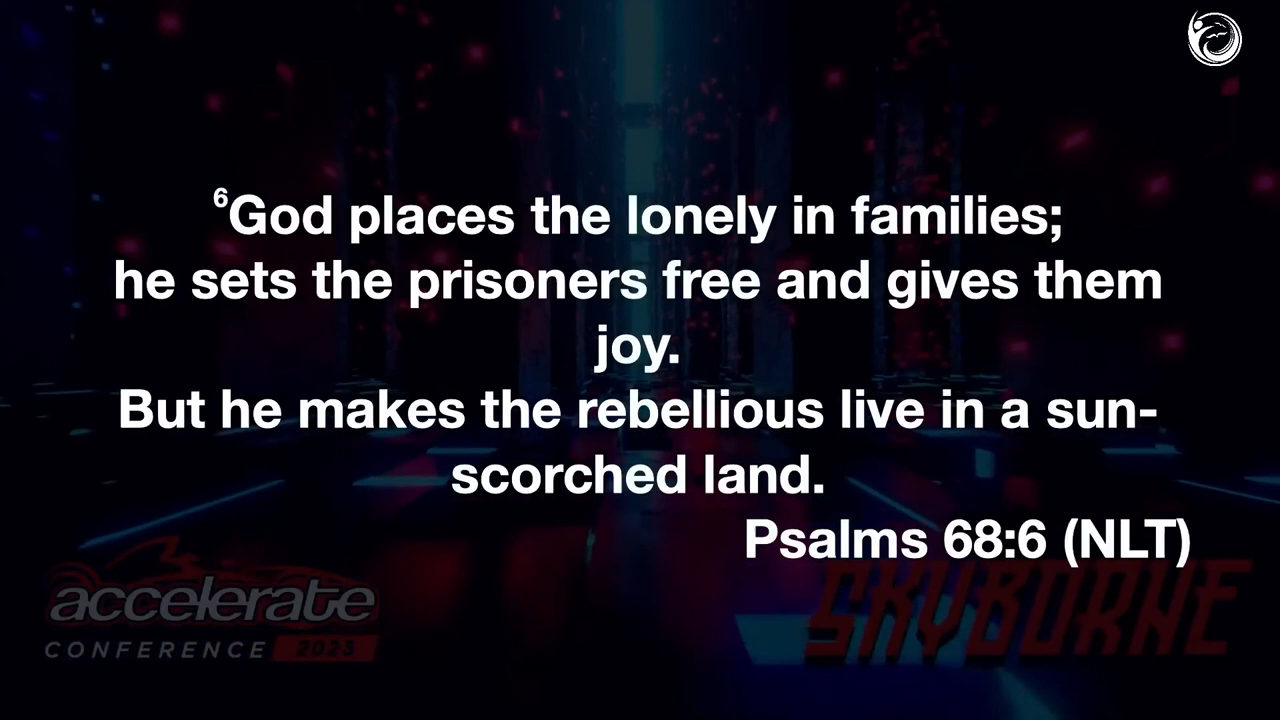 ⁶God places the lonely in families;
he sets the prisoners free and gives them
joy.
But he makes the rebellious live in a sun-
scorched land.
Psalms 68:6 (NLT)
accelerate
CONFERENCE 2023
SKYBORNE